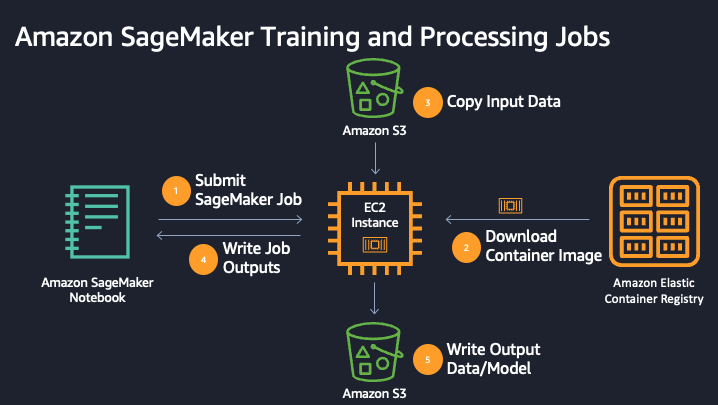 Amazon SageMaker Training and Processing Jobs
3
Copy Input Data
Amazon S3
1
Submit
SageMaker Job
EC2
Instance
2
Download
Container Image
4
Write Job
Outputs
Amazon SageMaker
Notebook
Amazon Elastic
Container Registry
5
Write Output
Data/Model
Amazon S3